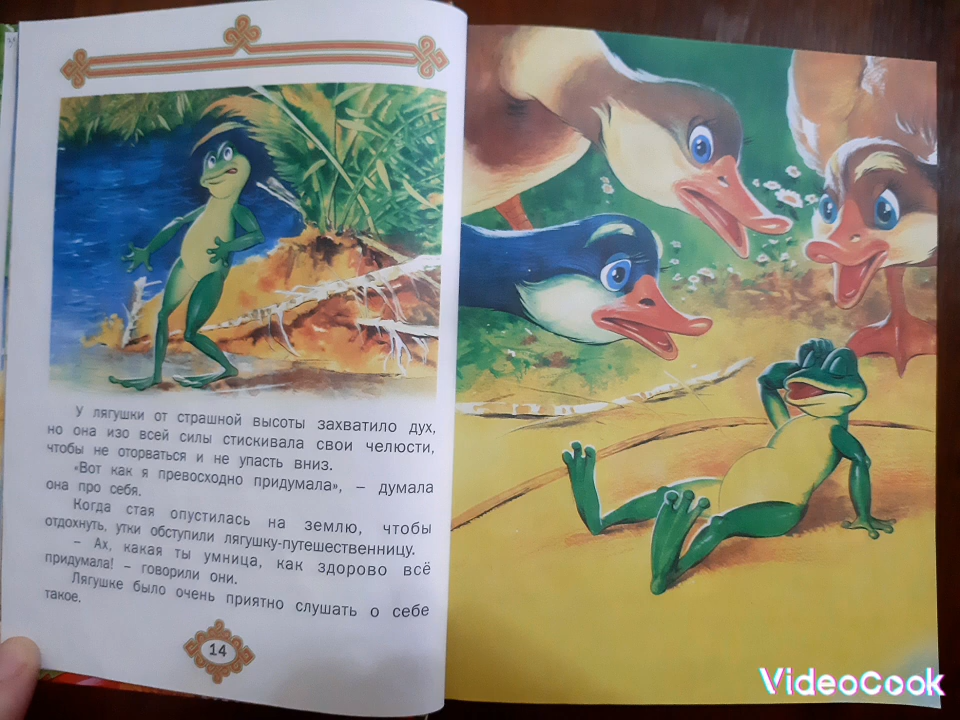 У лягушки от страшной высоты захватило дух,
но она изо всей силы стискивала свои челюсти,
чтобы не оторваться и не упасть вниз.
«Вот как я превосходно придумала», – думала
она про себя.
Когда стая опустилась на землю, чтобы
отдохнуть, утки обступили лягушку-путешественницу.
– Ах, какая ты умница, как здорово всё
придумала! – говорили они.
Лягушке было очень приятно слушать о себе
такое.
14
VideoCook